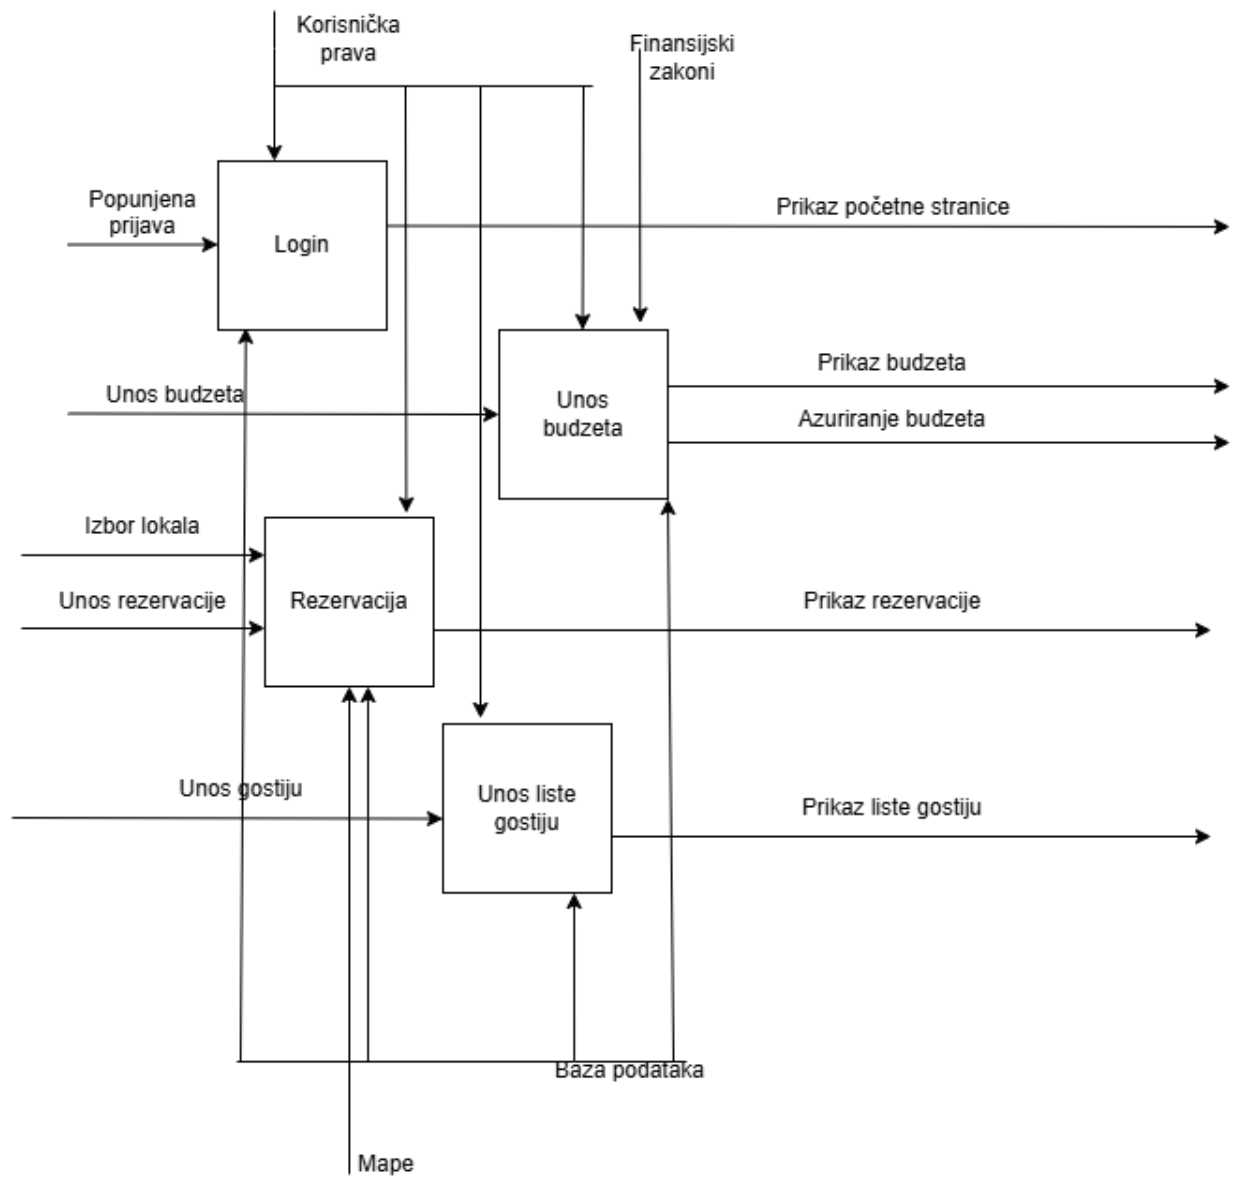 Korisnička
prava
Finansijski
zakoni
Popunjena
prijava
Login
Prikaz početne stranice
Unos budzeta
Unos
budzeta
Prikaz budzeta
Azuriranje budzeta
Izbor lokala
Unos rezervacije
Rezervacija
Prikaz rezervacije
Unos gostiju
Unos liste
gostiju
Prikaz liste gostiju
Baza podataka
Mape